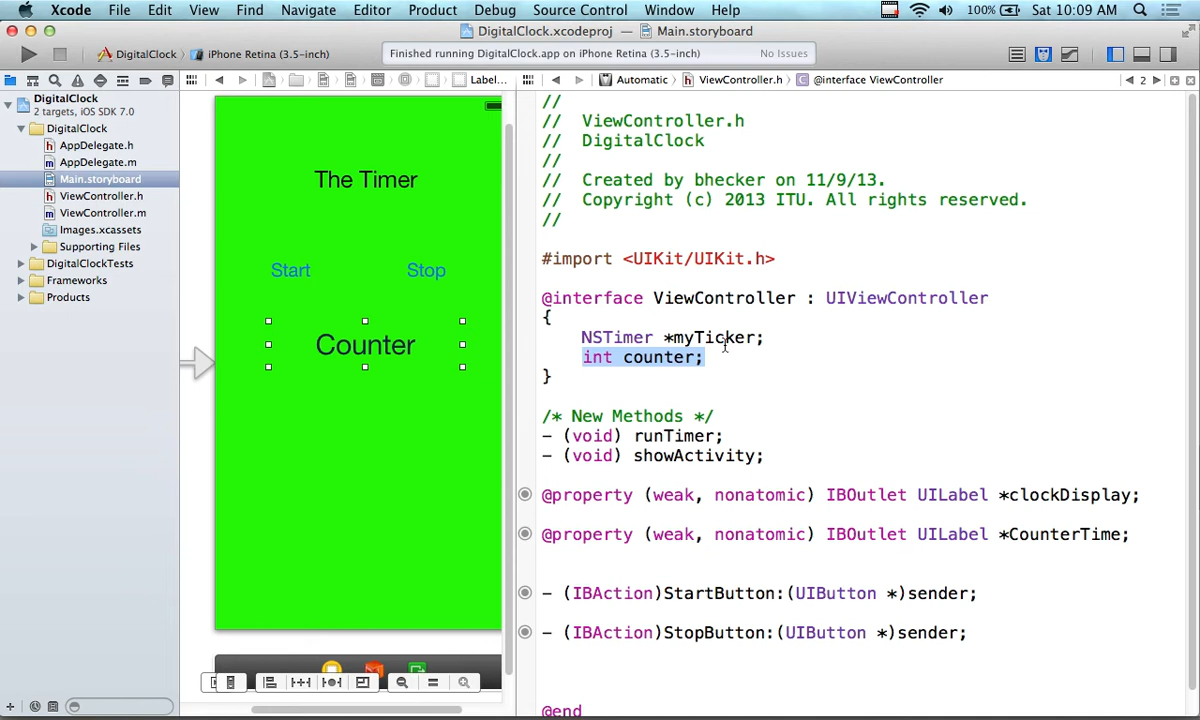 Xcode File Edit View Find Navigate Editor Product Debug Source Control Window Help 100% Sat 10:09 AM
DigitalClock.xcodeproj — Main.storyboard
DigitalClock iPhone Retina (3.5-inch) Finished running DigitalClock.app on iPhone Retina (3.5-inch) No Issues
Label... Automatic ViewController.h @interface ViewController 2
DigitalClock
2 targets, iOS SDK 7.0
DigitalClock
AppDelegate.h
AppDelegate.m
Main.storyboard
ViewController.h
ViewController.m
Images.xcassets
Supporting Files
DigitalClockTests
Frameworks
Products
The Timer
Start Stop
Counter
//
// ViewController.h
// DigitalClock
//
// Created by bhecker on 11/9/13.
// Copyright (c) 2013 ITU. All rights reserved.
//
#import <UIKit/UIKit.h>
@interface ViewController : UIViewController
{
NSTimer *myTicker;
int counter;
}
/* New Methods */
- (void) runTimer;
- (void) showActivity;
@property (weak, nonatomic) IBOutlet UILabel *clockDisplay;
@property (weak, nonatomic) IBOutlet UILabel *CounterTime;
- (IBAction)StartButton:(UIButton *)sender;
- (IBAction)StopButton:(UIButton *)sender;
@end